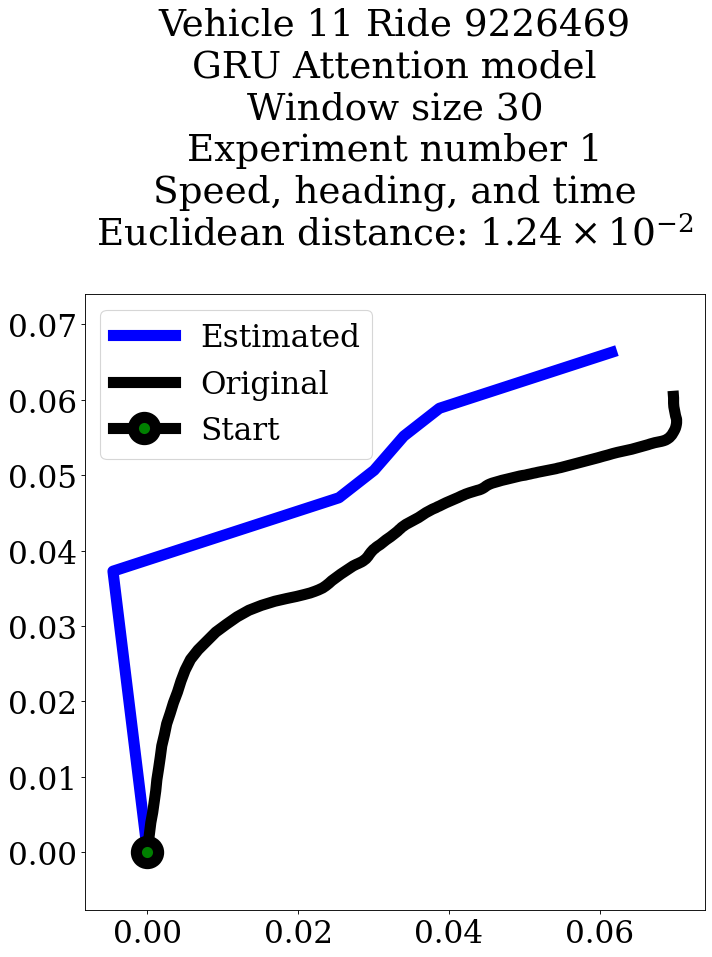 Vehicle 11 Ride 9226469
GRU Attention model
Window size 30
Experiment number 1
Speed, heading, and time
Euclidean distance: 1.24 × 10⁻²
Estimated
Original
Start
0.07
0.06
0.05
0.04
0.03
0.02
0.01
0.00
0.00 0.02 0.04 0.06